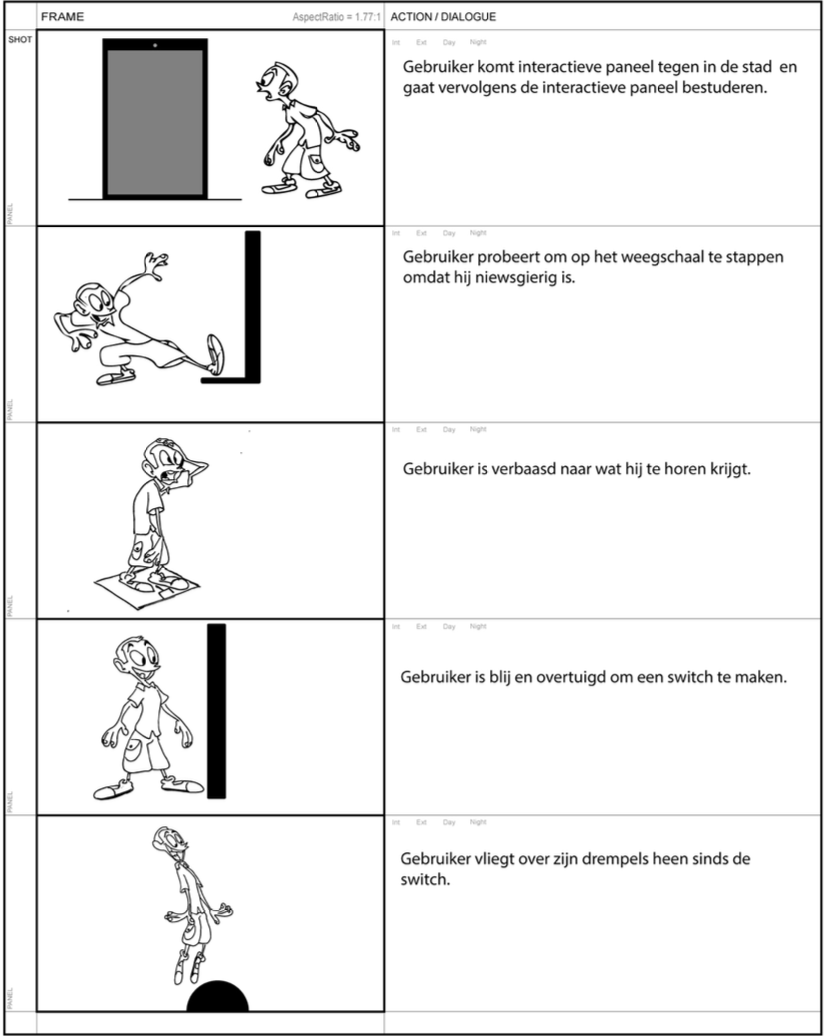 FRAME
AspectRatio = 1.77:1
ACTION / DIALOGUE
SHOT
Int Ext Day Night
Gebruiker komt interactieve paneel tegen in de stad en
gaat vervolgens de interactieve paneel bestuderen.
PANEL
Int Ext Day Night
Gebruiker probeert om op het weegschaal te stappen
omdat hij niewsgierig is.
PANEL
Int Ext Day Night
Gebruiker is verbaasd naar wat hij te horen krijgt.
PANEL
Int Ext Day Night
Gebruiker is blij en overtuigd om een switch te maken.
PANEL
Int Ext Day Night
Gebruiker vliegt over zijn drempels heen sinds de
switch.
PANEL